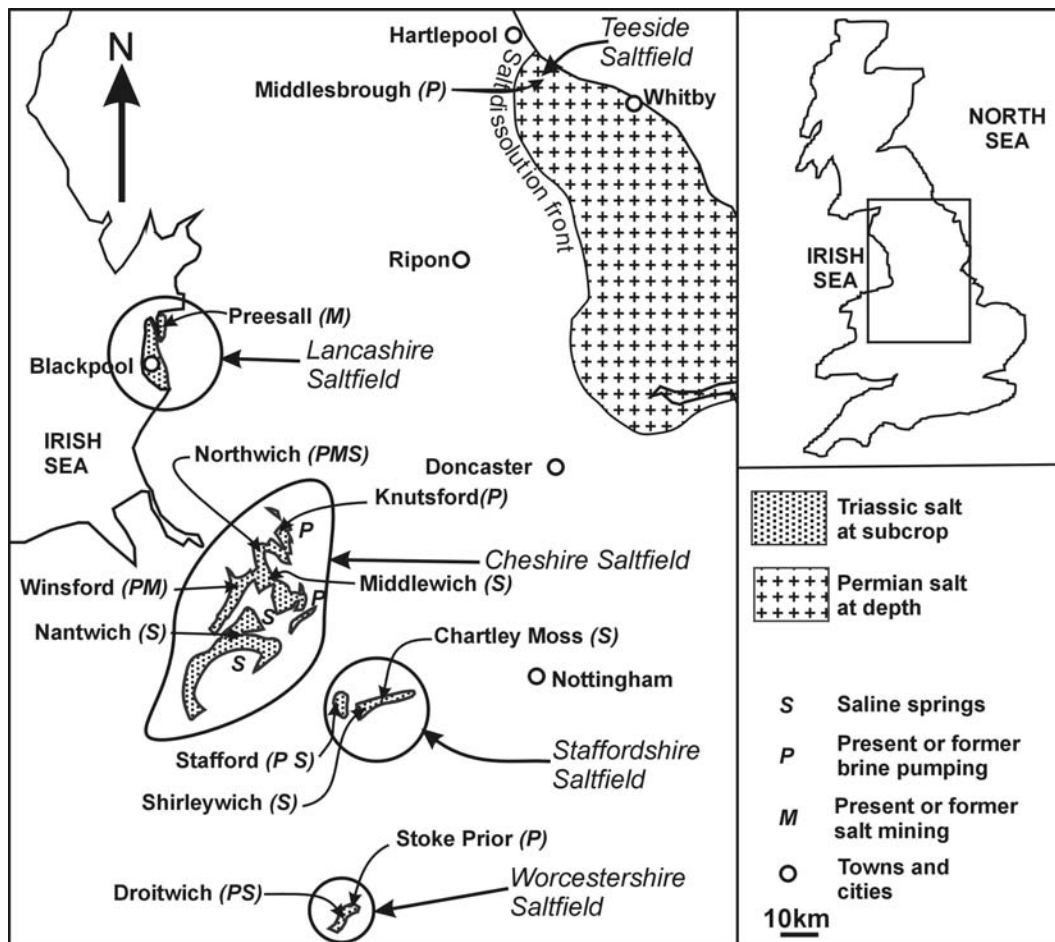 N
Hartlepool
Teeside
Saltfield
Middlesbrough (P)
Salt dissolution front
Whitby
Ripon
Preesall (M)
Blackpool
Lancashire
Saltfield
IRISH
SEA
Northwich (PMS)
Doncaster
Knutsford(P)
P
Cheshire Saltfield
Winsford (PM)
Middlewich (S)
P
S
Nantwich (S)
S
Chartley Moss (S)
Nottingham
Stafford (P S)
Staffordshire
Saltfield
Shirleywich (S)
Stoke Prior (P)
Droitwich (PS)
Worcestershire
Saltfield
NORTH
SEA
IRISH
SEA
Triassic salt
at subcrop
Permian salt
at depth
S Saline springs
P Present or former
brine pumping
M Present or former
salt mining
Towns and
cities
10km